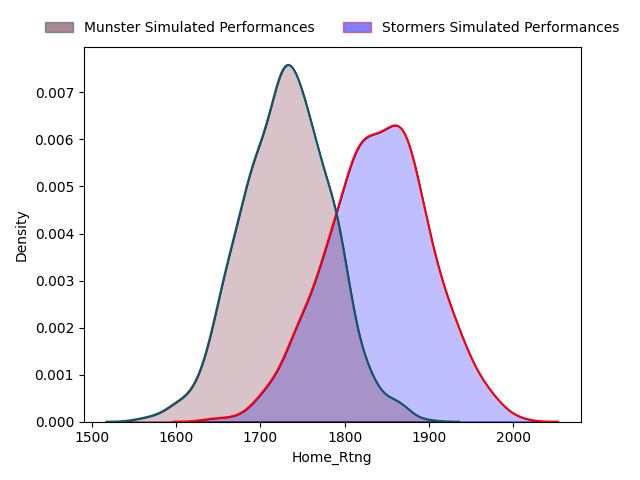 Munster Simulated Performances
Stormers Simulated Performances
0.007
0.006
0.005
0.004
0.003
0.002
0.001
0.000
Density
1500 1600 1700 1800 1900 2000
Home_Rtng